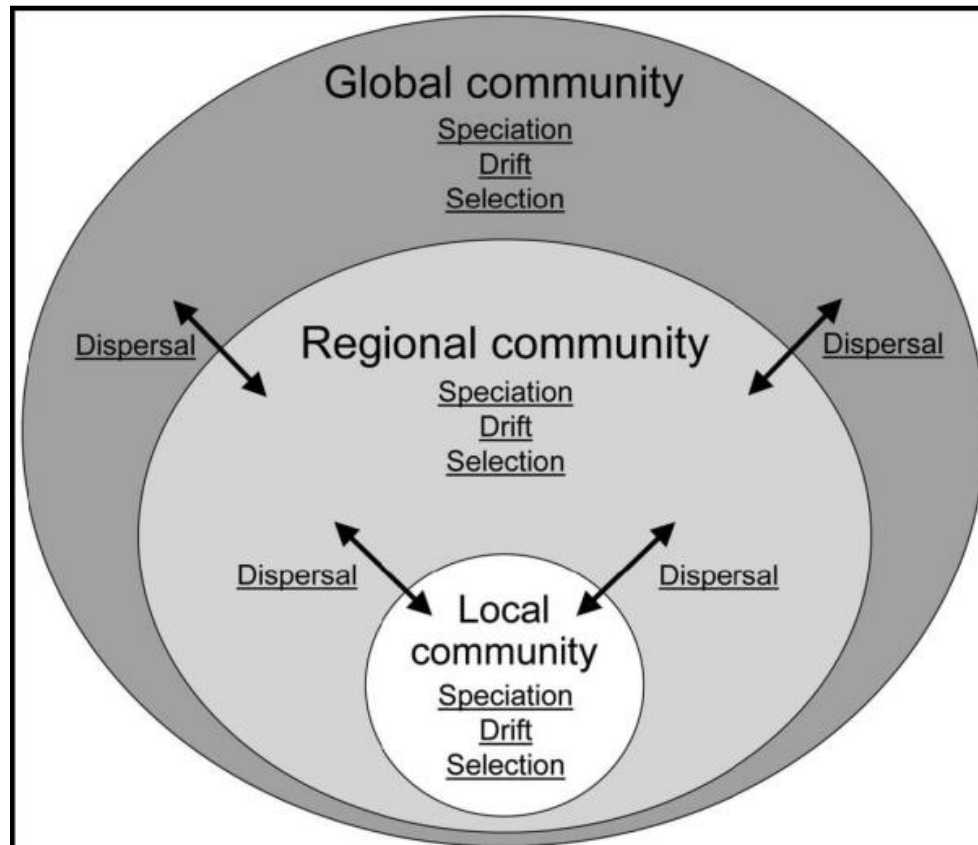 Global community
Speciation
Drift
Selection
Dispersal
Dispersal
Regional community
Speciation
Drift
Selection
Dispersal
Dispersal
Local
community
Speciation
Drift
Selection